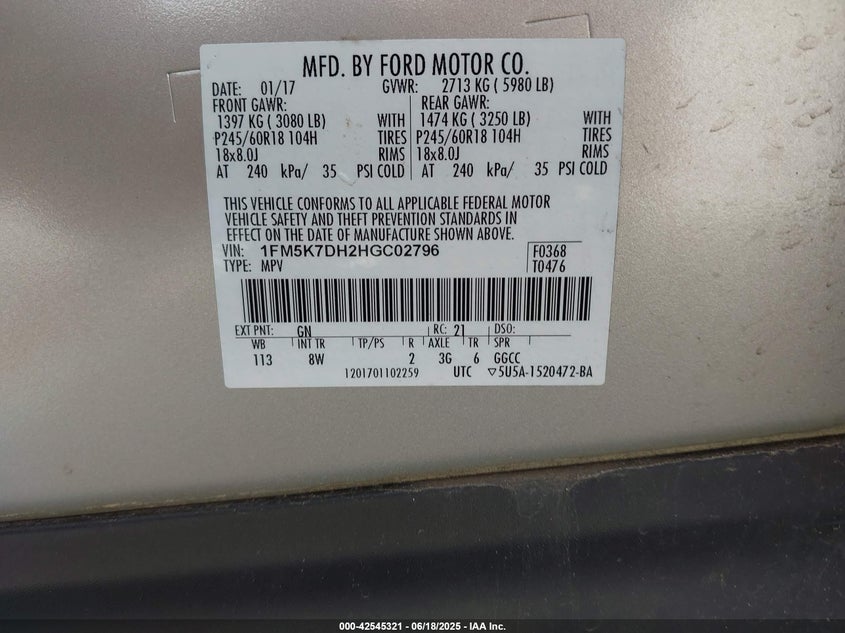 MFD. BY FORD MOTOR CO.
DATE: 01/17 GVWR: 2713 KG ( 5980 LB)
FRONT GAWR: REAR GAWR:
1397 KG ( 3080 LB) WITH 1474 KG ( 3250 LB) WITH
P245/60R18 104H TIRES P245/60R18 104H TIRES
18x8.0J RIMS 18x8.0J RIMS
AT 240 kPa/ 35 PSI COLD AT 240 kPa/ 35 PSI COLD
THIS VEHICLE CONFORMS TO ALL APPLICABLE FEDERAL MOTOR
VEHICLE SAFETY AND THEFT PREVENTION STANDARDS IN
EFFECT ON THE DATE OF MANUFACTURE SHOWN ABOVE.
VIN: 1FM5K7DH2HGC02796 F0368
TYPE: MPV T0476
EXT PNT: GN RC: 21 DSO:
WB INT TR TP/PS R AXLE TR SPR
113 8W 2 3G 6 GGCC
1201701102259 UTC ▽5U5A-1520472-BA
000-42545321 | 06/18/2025 - IAA Inc.